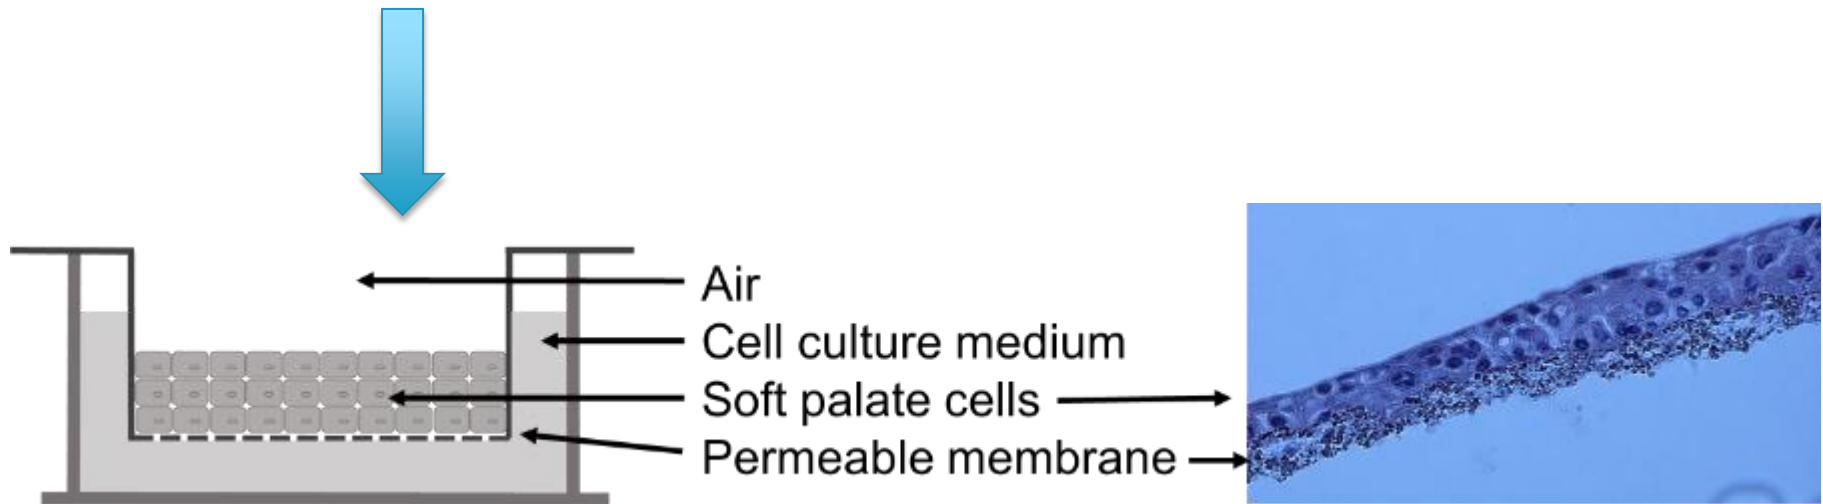 Air
Cell culture medium
Soft palate cells
Permeable membrane